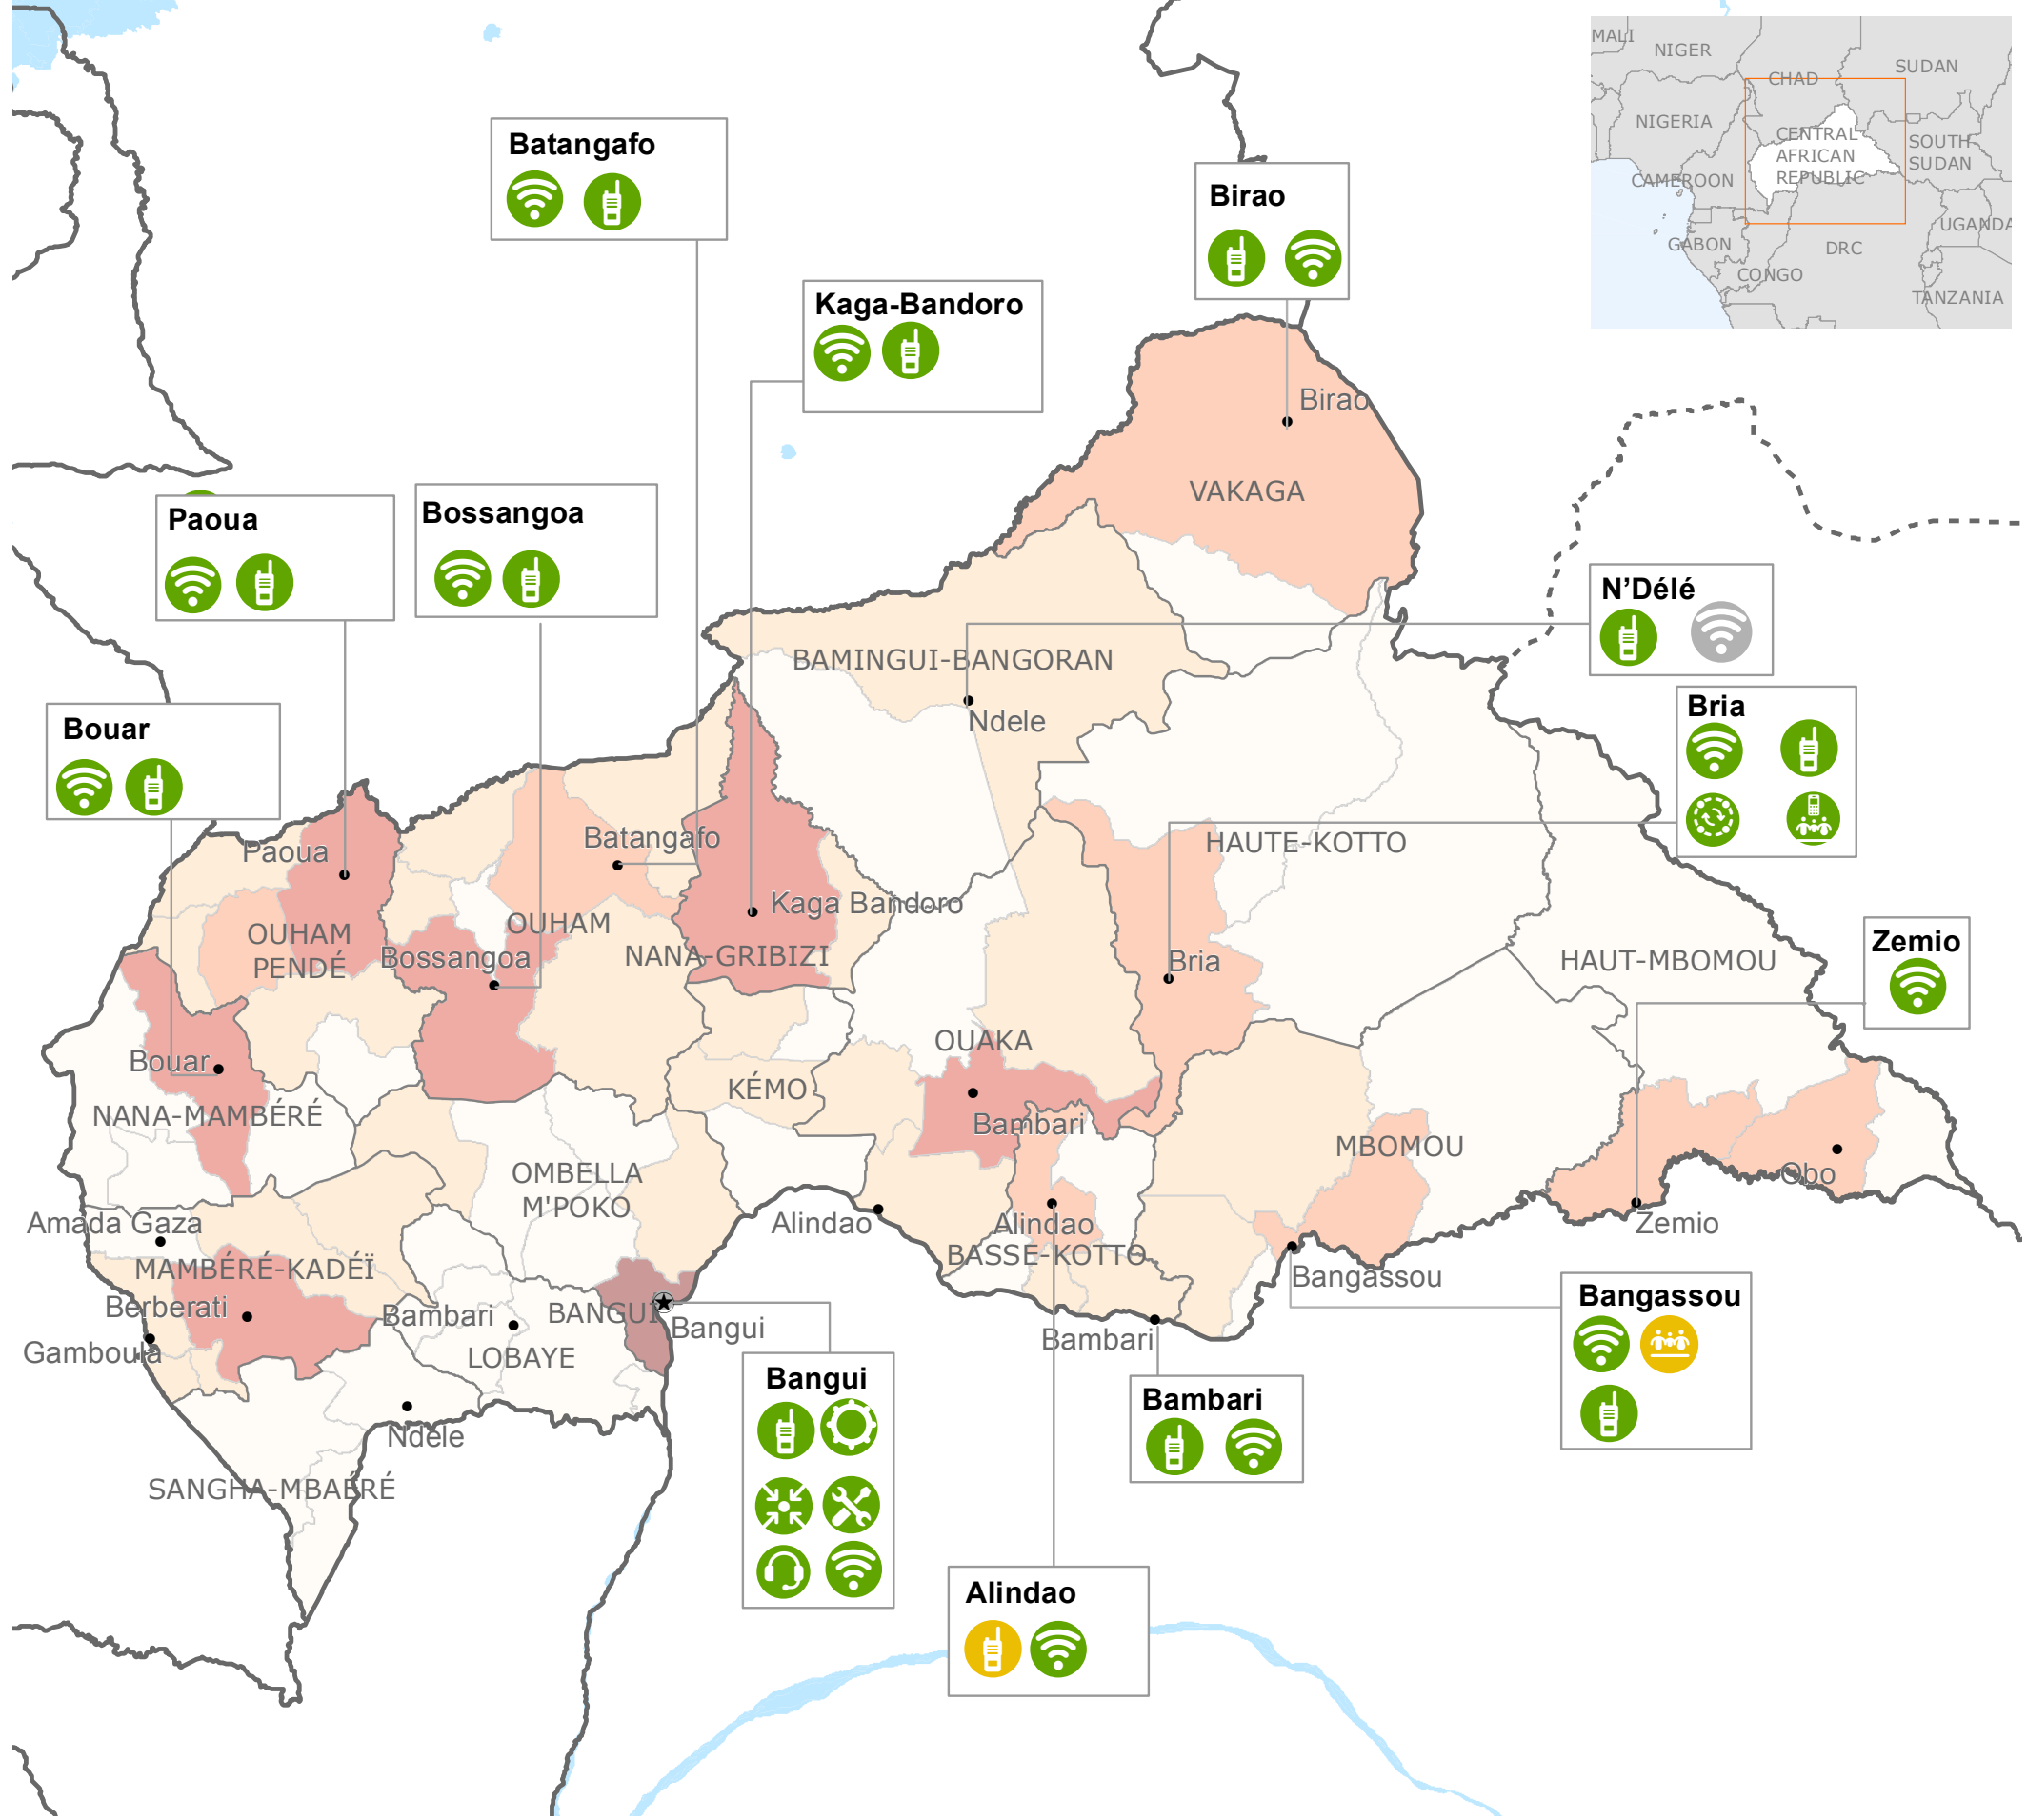 MALI
NIGER
CHAD
SUDAN
NIGERIA
CENTRAL
AFRICAN
REPUBLIC
SOUTH
SUDAN
CAMEROON
UGANDA
GABON
DRC
CONGO
TANZANIA
Batangafo
Birao
Kaga-Bandoro
Birao
VAKAGA
Paoua
Bossangoa
N’Délé
BAMINGUI-BANGORAN
Ndele
Bria
Bouar
Batangafo
Paoua
HAUTE-KOTTO
Kaga Bandoro
OUHAM
OUHAM
PENDÉ
Bossangoa
NANA-GRIBIZI
Bria
HAUT-MBOMOU
Zemio
OUAKA
Bouar
KÉMO
NANA-MAMBÉRÉ
Bambari
MBOMOU
OMBELLA
M'POKO
Obo
Amada Gaza
Alindao
Alindao
Zemio
BASSE-KOTTO
MAMBÉRÉ-KADÉÏ
Bangassou
Berberati
Bambari
BANGUI
Bangui
Bangassou
Gamboula
LOBAYE
Bambari
Bangui
Bambari
Ndele
SANGHA-MBAÉRÉ
Alindao